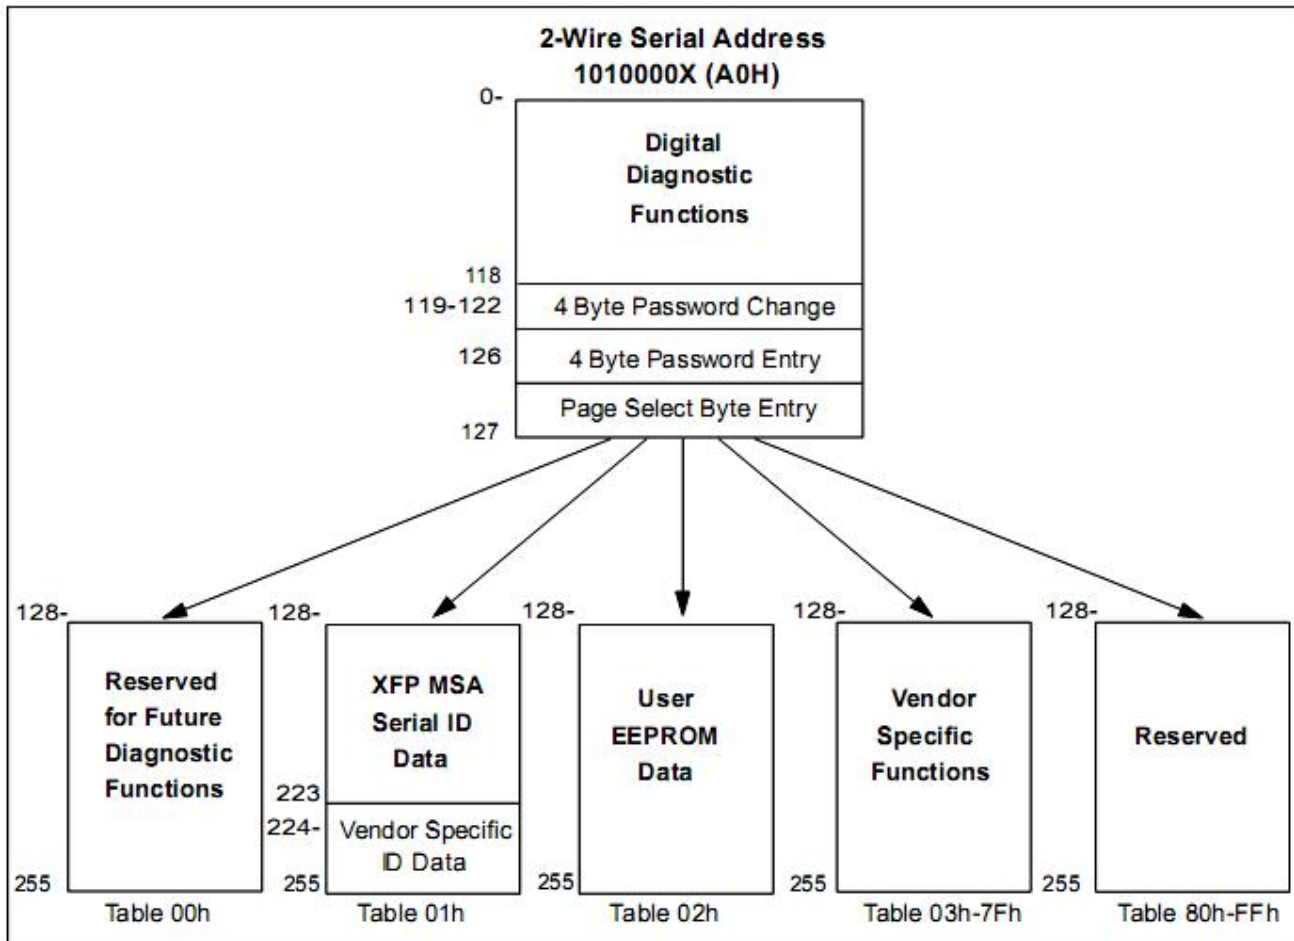 2-Wire Serial Address
1010000X (A0H)
0-
Digital
Diagnostic
Functions
118
119-122 4 Byte Password Change
126 4 Byte Password Entry
Page Select Byte Entry
127
128- 128- 128- 128- 128-
Reserved
for Future
Diagnostic
Functions
255
Table 00h
XFP MSA
Serial ID
Data
223
224- Vendor Specific
ID Data
255
Table 01h
User
EEPROM
Data
255
Table 02h
Vendor
Specific
Functions
255
Table 03h-7Fh
Reserved
255
Table 80h-FFh